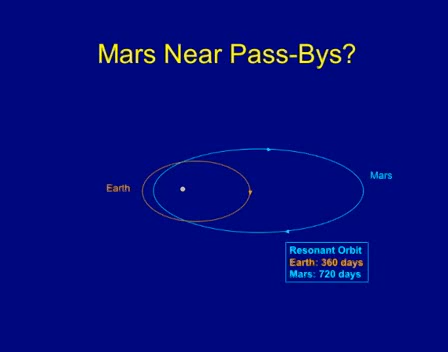 Mars Near Pass-Bys?
Mars
Earth
Resonant Orbit
Earth: 360 days
Mars: 720 days